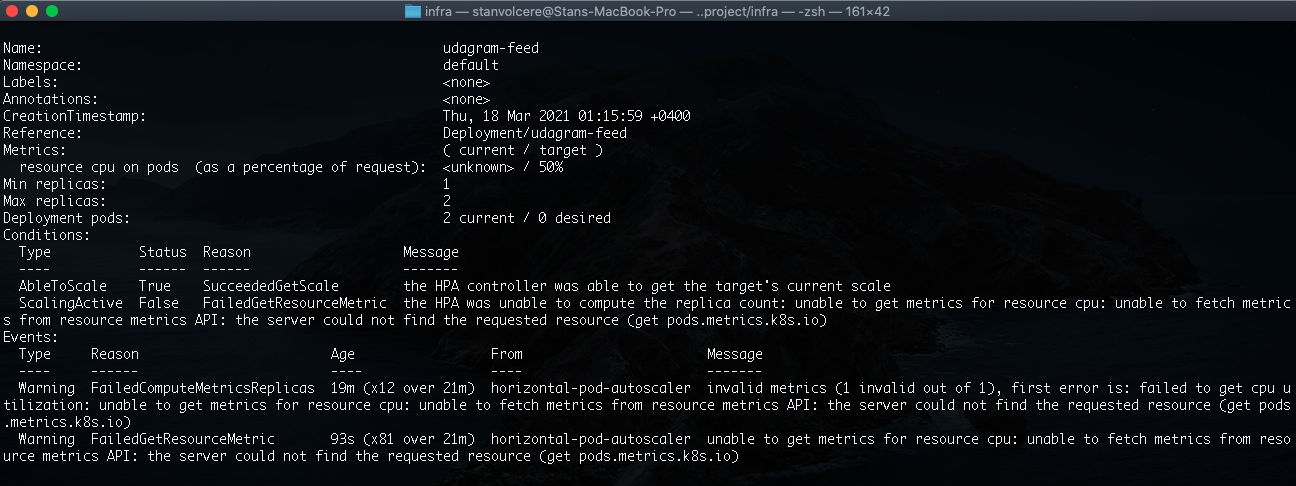 infra — stanvolcere@Stans-MacBook-Pro — ..project/infra — -zsh — 161×42
Name: udagram-feed
Namespace: default
Labels: <none>
Annotations: <none>
CreationTimestamp: Thu, 18 Mar 2021 01:15:59 +0400
Reference: Deployment/udagram-feed
Metrics: ( current / target )
resource cpu on pods (as a percentage of request): <unknown> / 50%
Min replicas: 1
Max replicas: 2
Deployment pods: 2 current / 0 desired
Conditions:
Type Status Reason Message
---- ------ ------ -------
AbleToScale True SucceededGetScale the HPA controller was able to get the target's current scale
ScalingActive False FailedGetResourceMetric the HPA was unable to compute the replica count: unable to get metrics for resource cpu: unable to fetch metric
s from resource metrics API: the server could not find the requested resource (get pods.metrics.k8s.io)
Events:
Type Reason Age From Message
---- ------ ---- ---- -------
Warning FailedComputeMetricsReplicas 19m (x12 over 21m) horizontal-pod-autoscaler invalid metrics (1 invalid out of 1), first error is: failed to get cpu u
tilization: unable to get metrics for resource cpu: unable to fetch metrics from resource metrics API: the server could not find the requested resource (get pods
.metrics.k8s.io)
Warning FailedGetResourceMetric 93s (x81 over 21m) horizontal-pod-autoscaler unable to get metrics for resource cpu: unable to fetch metrics from reso
urce metrics API: the server could not find the requested resource (get pods.metrics.k8s.io)